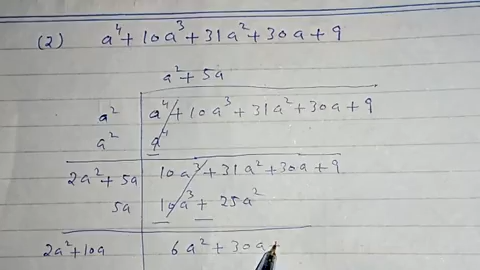 (2) a⁴ + 10a³ + 31a² + 30a + 9
a² + 5a
a² a⁴ + 10a³ + 31a² + 30a + 9
a² a⁴
2a² + 5a 10a³ + 31a² + 30a + 9
5a 10a³ + 25a²
2a² + 10a 6a² + 30a +